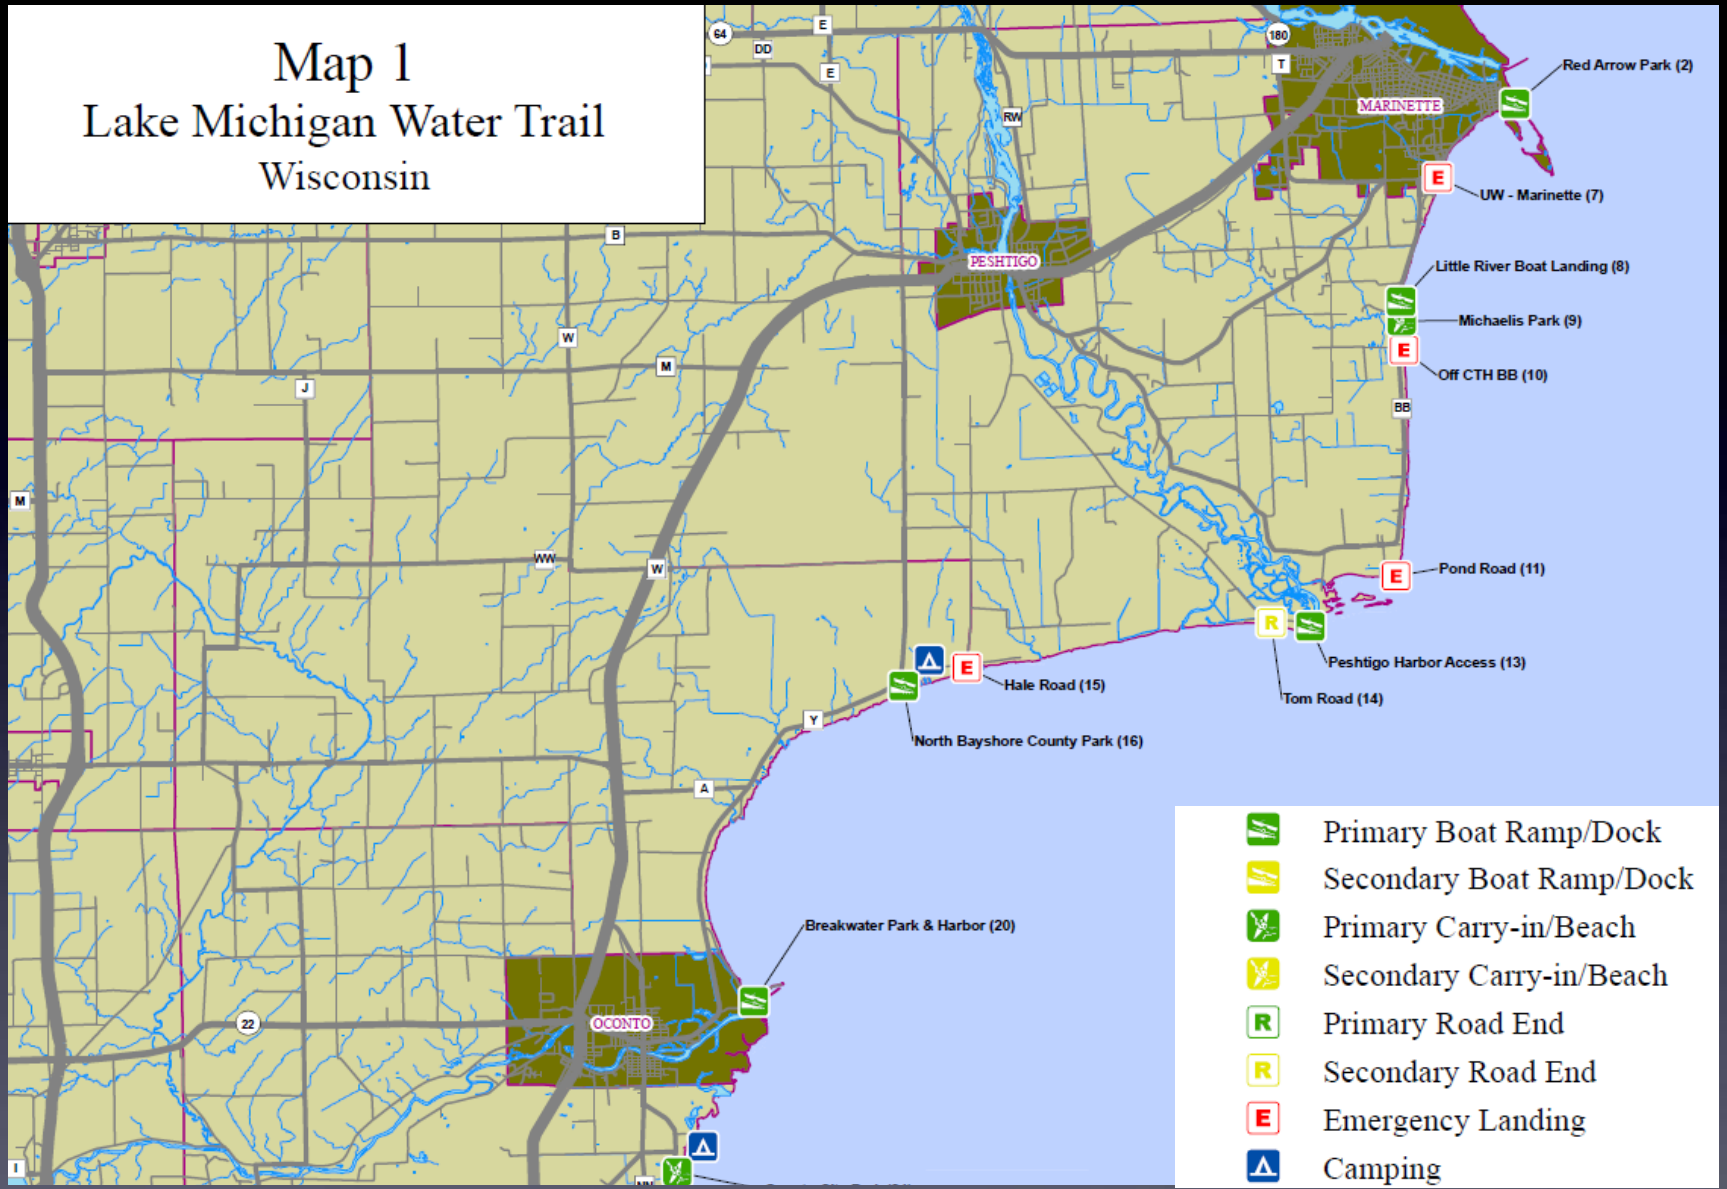 Map 1
Lake Michigan Water Trail
Wisconsin
64
DD
E
E
RW
180
T
MARINETTE
Red Arrow Park (2)
UW - Marinette (7)
B
PESHTIGO
Little River Boat Landing (8)
Michaelis Park (9)
E
Off CTH BB (10)
W
M
J
BB
M
WW
W
Pond Road (11)
E
R
Peshtigo Harbor Access (13)
Tom Road (14)
E
Hale Road (15)
North Bayshore County Park (16)
Y
A
Breakwater Park & Harbor (20)
22
OCONTO
I
E
Primary Boat Ramp/Dock
Secondary Boat Ramp/Dock
Primary Carry-in/Beach
Secondary Carry-in/Beach
R Primary Road End
R Secondary Road End
E Emergency Landing
Camping